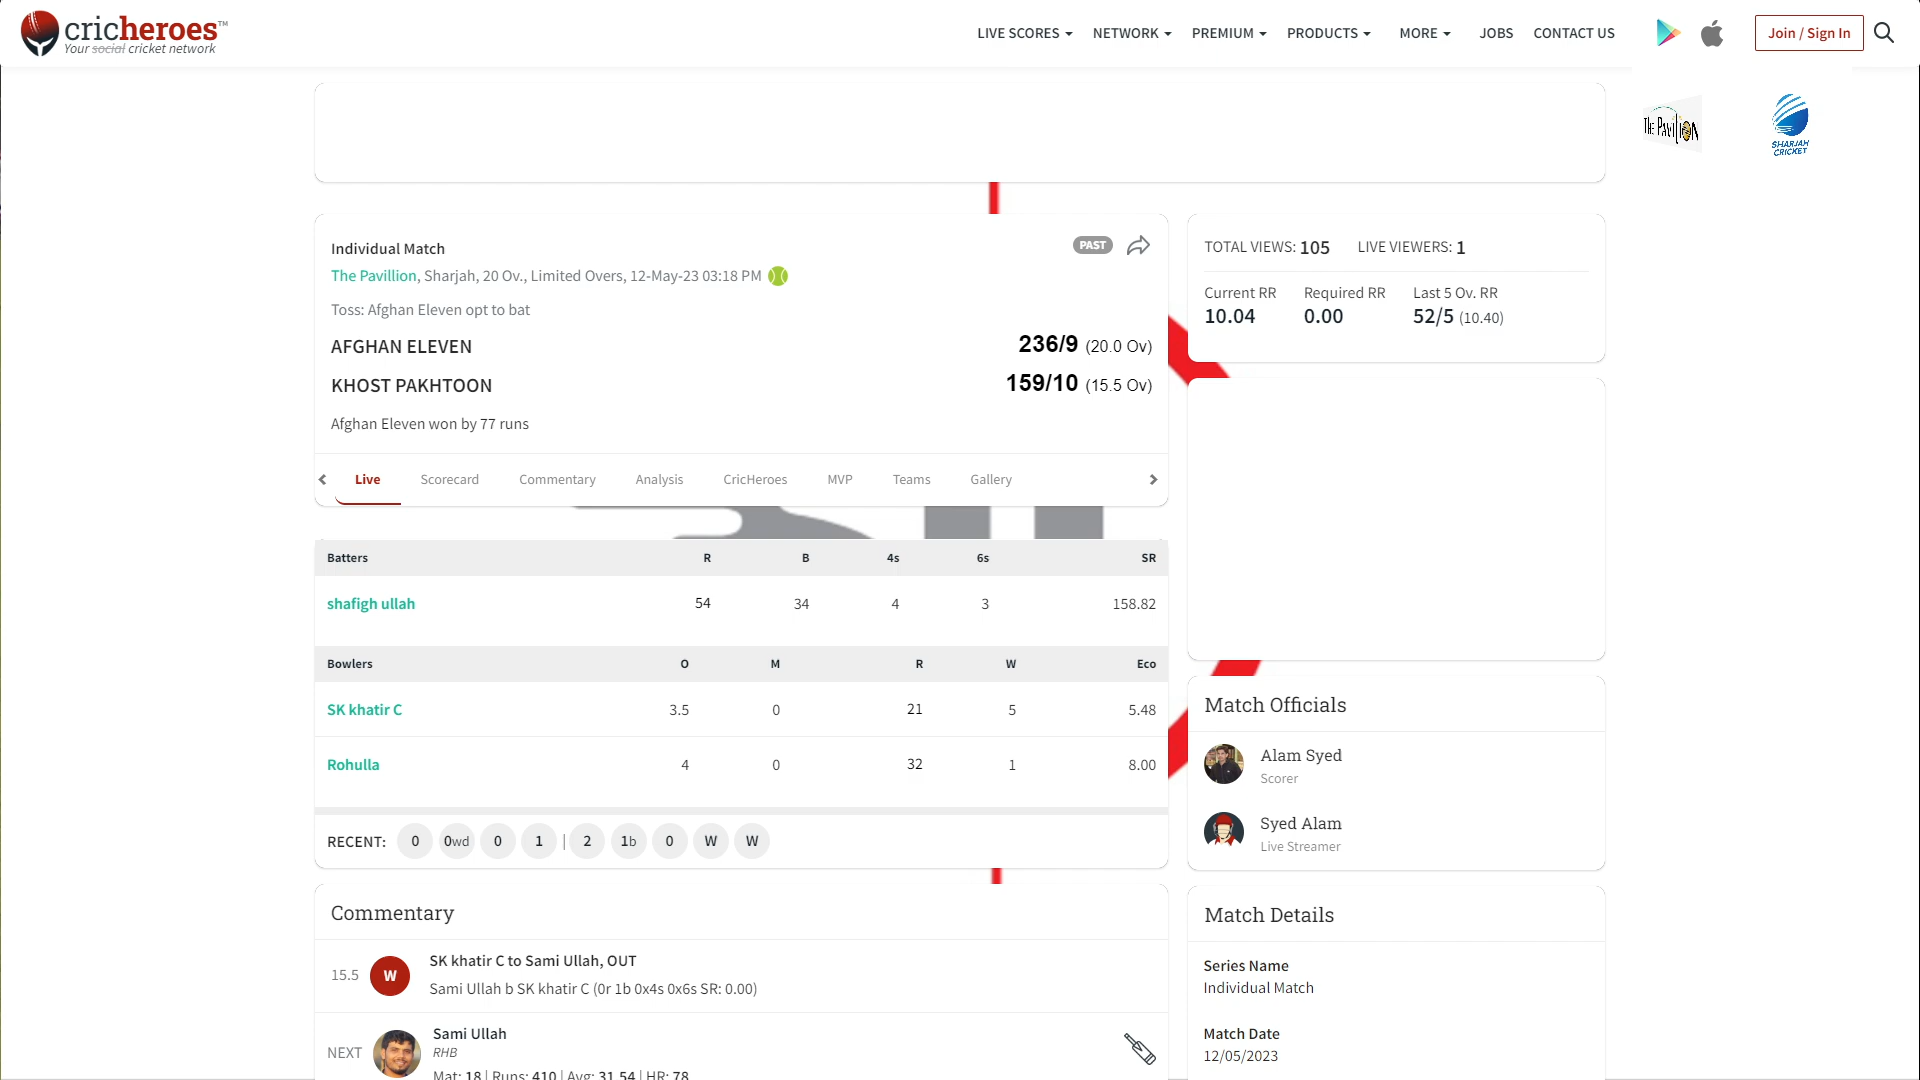 cricheroes™
Your social cricket network
LIVE SCORES NETWORK PREMIUM PRODUCTS MORE JOBS CONTACT US Join / Sign In
THE PAVILION
SHARJAH CRICKET
Individual Match
PAST
The Pavillion, Sharjah, 20 Ov., Limited Overs, 12-May-23 03:18 PM
Toss: Afghan Eleven opt to bat
AFGHAN ELEVEN 236/9 (20.0 Ov)
KHOST PAKHTOON 159/10 (15.5 Ov)
Afghan Eleven won by 77 runs
TOTAL VIEWS: 105 LIVE VIEWERS: 1
Current RR Required RR Last 5 Ov. RR
10.04 0.00 52/5 (10.40)
Live Scorecard Commentary Analysis CricHeroes MVP Teams Gallery
Batters R B 4s 6s SR
shafigh ullah 54 34 4 3 158.82
Bowlers O M R W Eco
SK khatir C 3.5 0 21 5 5.48
Rohulla 4 0 32 1 8.00
RECENT: 0 0wd 0 1 | 2 1b 0 W W
Match Officials
Alam Syed
Scorer
Syed Alam
Live Streamer
Commentary
15.5 W SK khatir C to Sami Ullah, OUT
Sami Ullah b SK khatir C (0r 1b 0x4s 0x6s SR: 0.00)
NEXT Sami Ullah
RHB
Mat: 18 | Runs: 410 | Avg: 31.54 | HR: 78
Match Details
Series Name
Individual Match
Match Date
12/05/2023